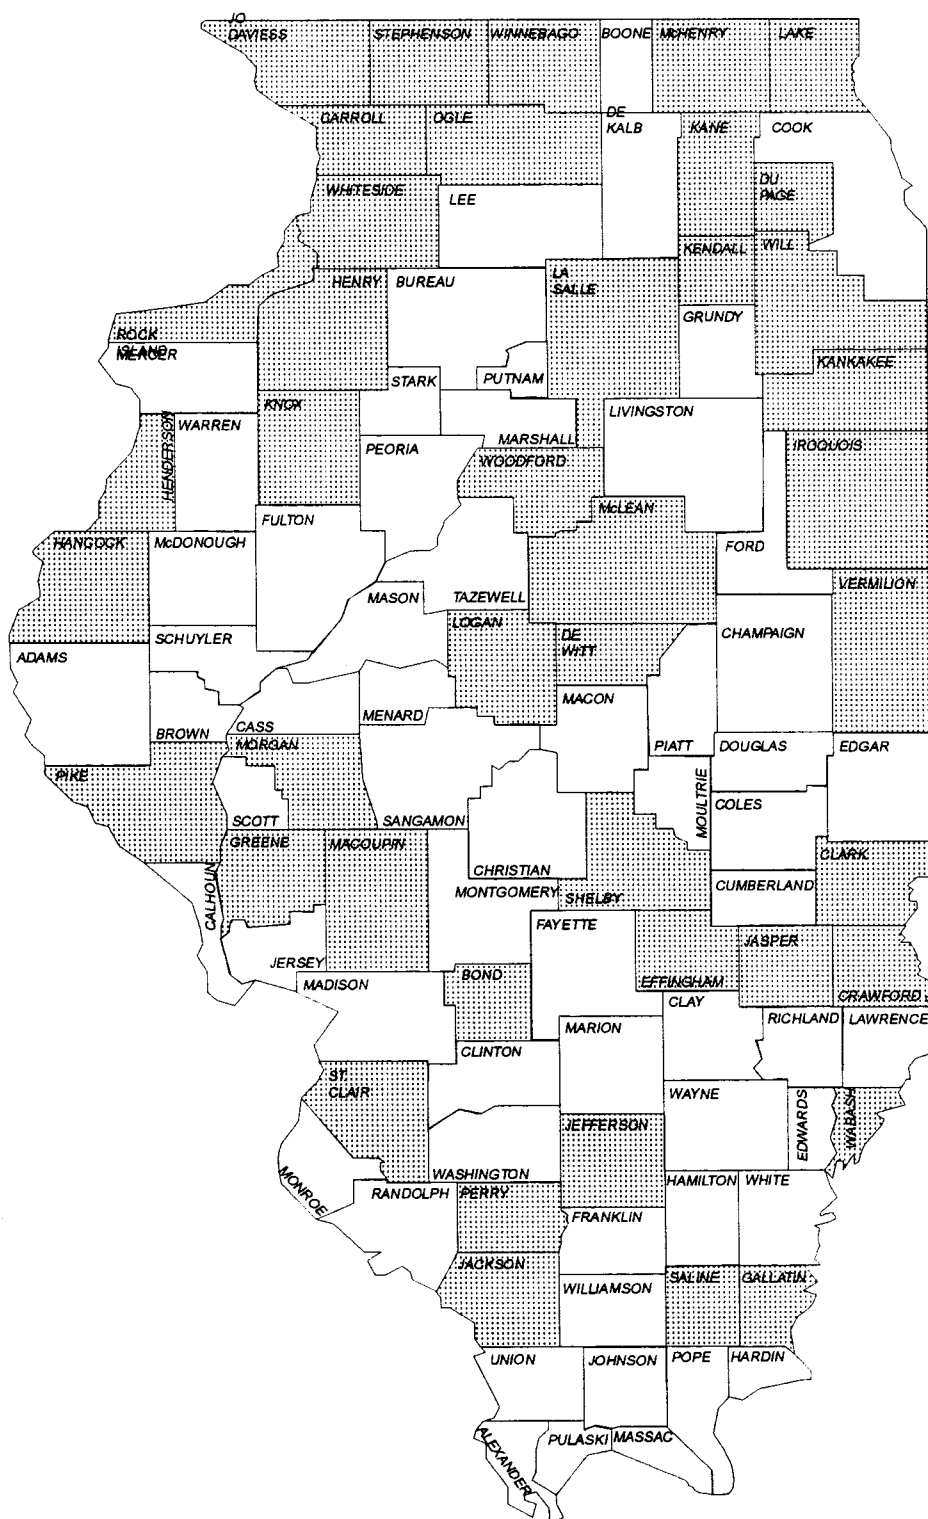 JO
DAVIESS
STEPHENSON
WINNEBAGO
BOONE
McHENRY
LAKE
CARROLL
OGLE
DE
KALB
KANE
COOK
WHITESIDE
LEE
DU
PAGE
KENDALL
WILL
HENRY
BUREAU
LA
SALLE
GRUNDY
ROCK
ISLAND
MERCER
KANKAKEE
STARK
PUTNAM
KNOX
LIVINGSTON
HENDERSON
WARREN
PEORIA
MARSHALL
WOODFORD
IROQUOIS
McLEAN
FULTON
HANCOCK
McDONOUGH
FORD
VERMILION
MASON
TAZEWELL
LOGAN
DE
WITT
CHAMPAIGN
SCHUYLER
ADAMS
MACON
BROWN
CASS
MENARD
MORGAN
PIATT
DOUGLAS
EDGAR
PIKE
MOULTRIE
COLES
SCOTT
SANGAMON
GREENE
MACOUPIN
CHRISTIAN
CLARK
CALHOUN
MONTGOMERY
SHELBY
CUMBERLAND
FAYETTE
JASPER
JERSEY
MADISON
BOND
EFFINGHAM
CLAY
CRAWFORD
RICHLAND
LAWRENCE
MARION
CLINTON
ST.
CLAIR
WAYNE
EDWARDS
WABASH
JEFFERSON
MONROE
WASHINGTON
RANDOLPH
PERRY
HAMILTON
WHITE
FRANKLIN
JACKSON
WILLIAMSON
SALINE
GALLATIN
UNION
JOHNSON
POPE
HARDIN
ALEXANDER
PULASKI
MASSAC